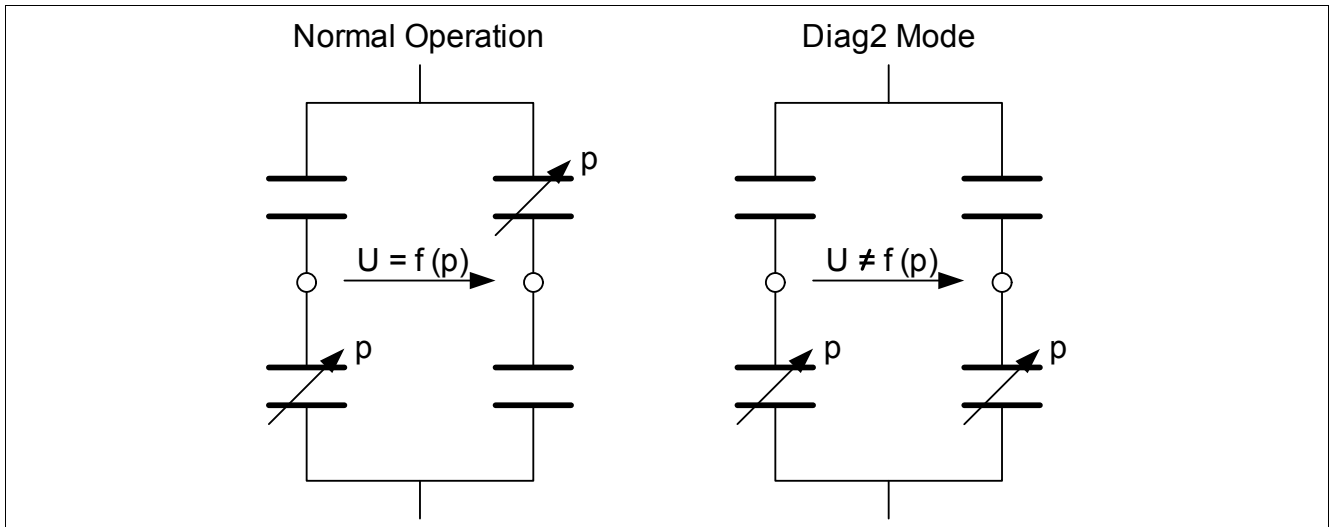 Normal Operation
Diag2 Mode
p
U = f (p)
U ≠ f (p)
p
p
p